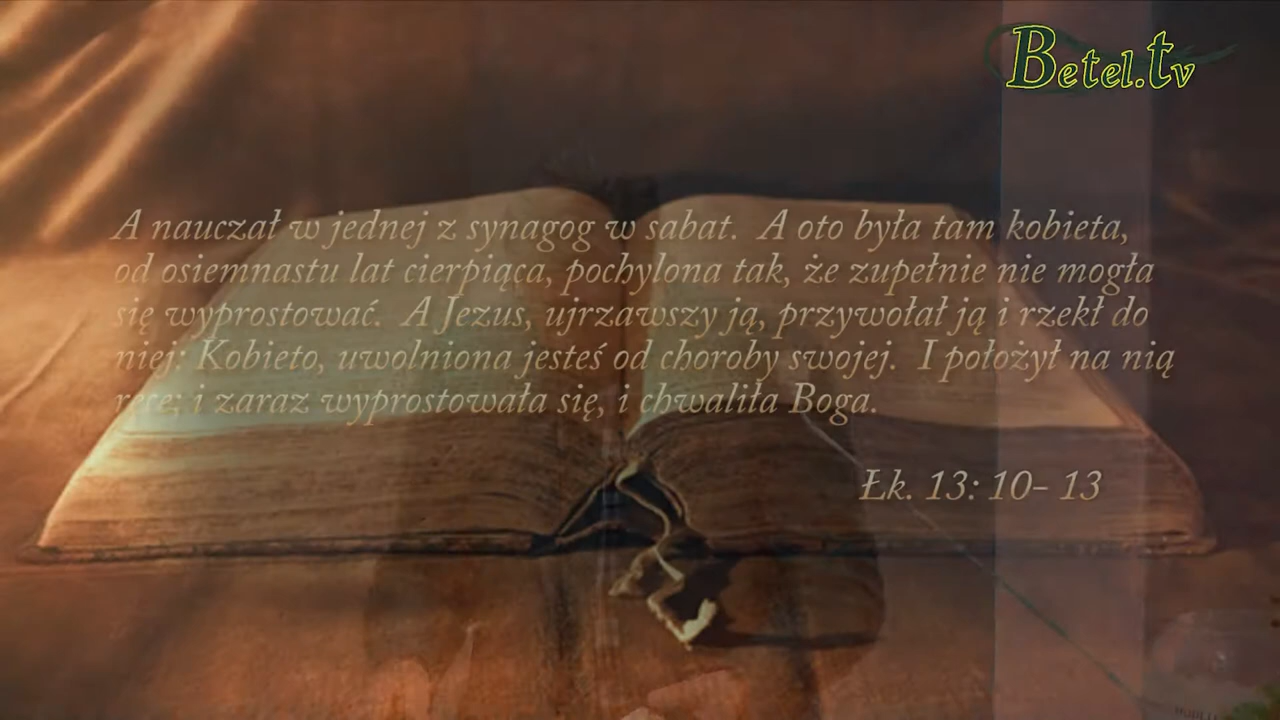 Betel.tv
A nauczał w jednej z synagog w sabat. A oto była tam kobieta,
od osiemnastu lat cierpiąca, pochylona tak, że zupełnie nie mogła
się wyprostować. A Jezus, ujrzawszy ją, przywołał ją i rzekł do
niej: Kobieto, uwolniona jesteś od choroby swojej. I położył na nią
ręce; i zaraz wyprostowała się, i chwaliła Boga.
Łk. 13: 10- 13